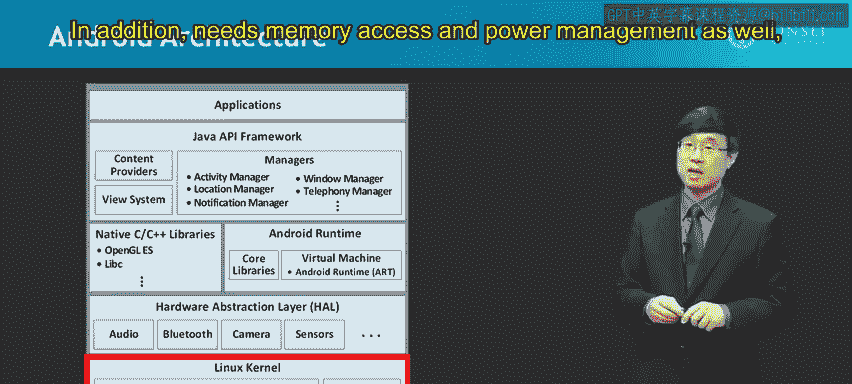 In addition, needs memory access and power management as well,
Android Architecture
Applications
Java API Framework
Content
Providers
View System
Managers
• Activity Manager
• Location Manager
• Notification Manager
• Window Manager
• Telephony Manager
⋮
Native C/C++ Libraries
• OpenGL ES
• Libc
⋮
Android Runtime
Core
Libraries
Virtual Machine
• Android Runtime (ART)
Hardware Abstraction Layer (HAL)
Audio
Bluetooth
Camera
Sensors
• • •
Linux Kernel